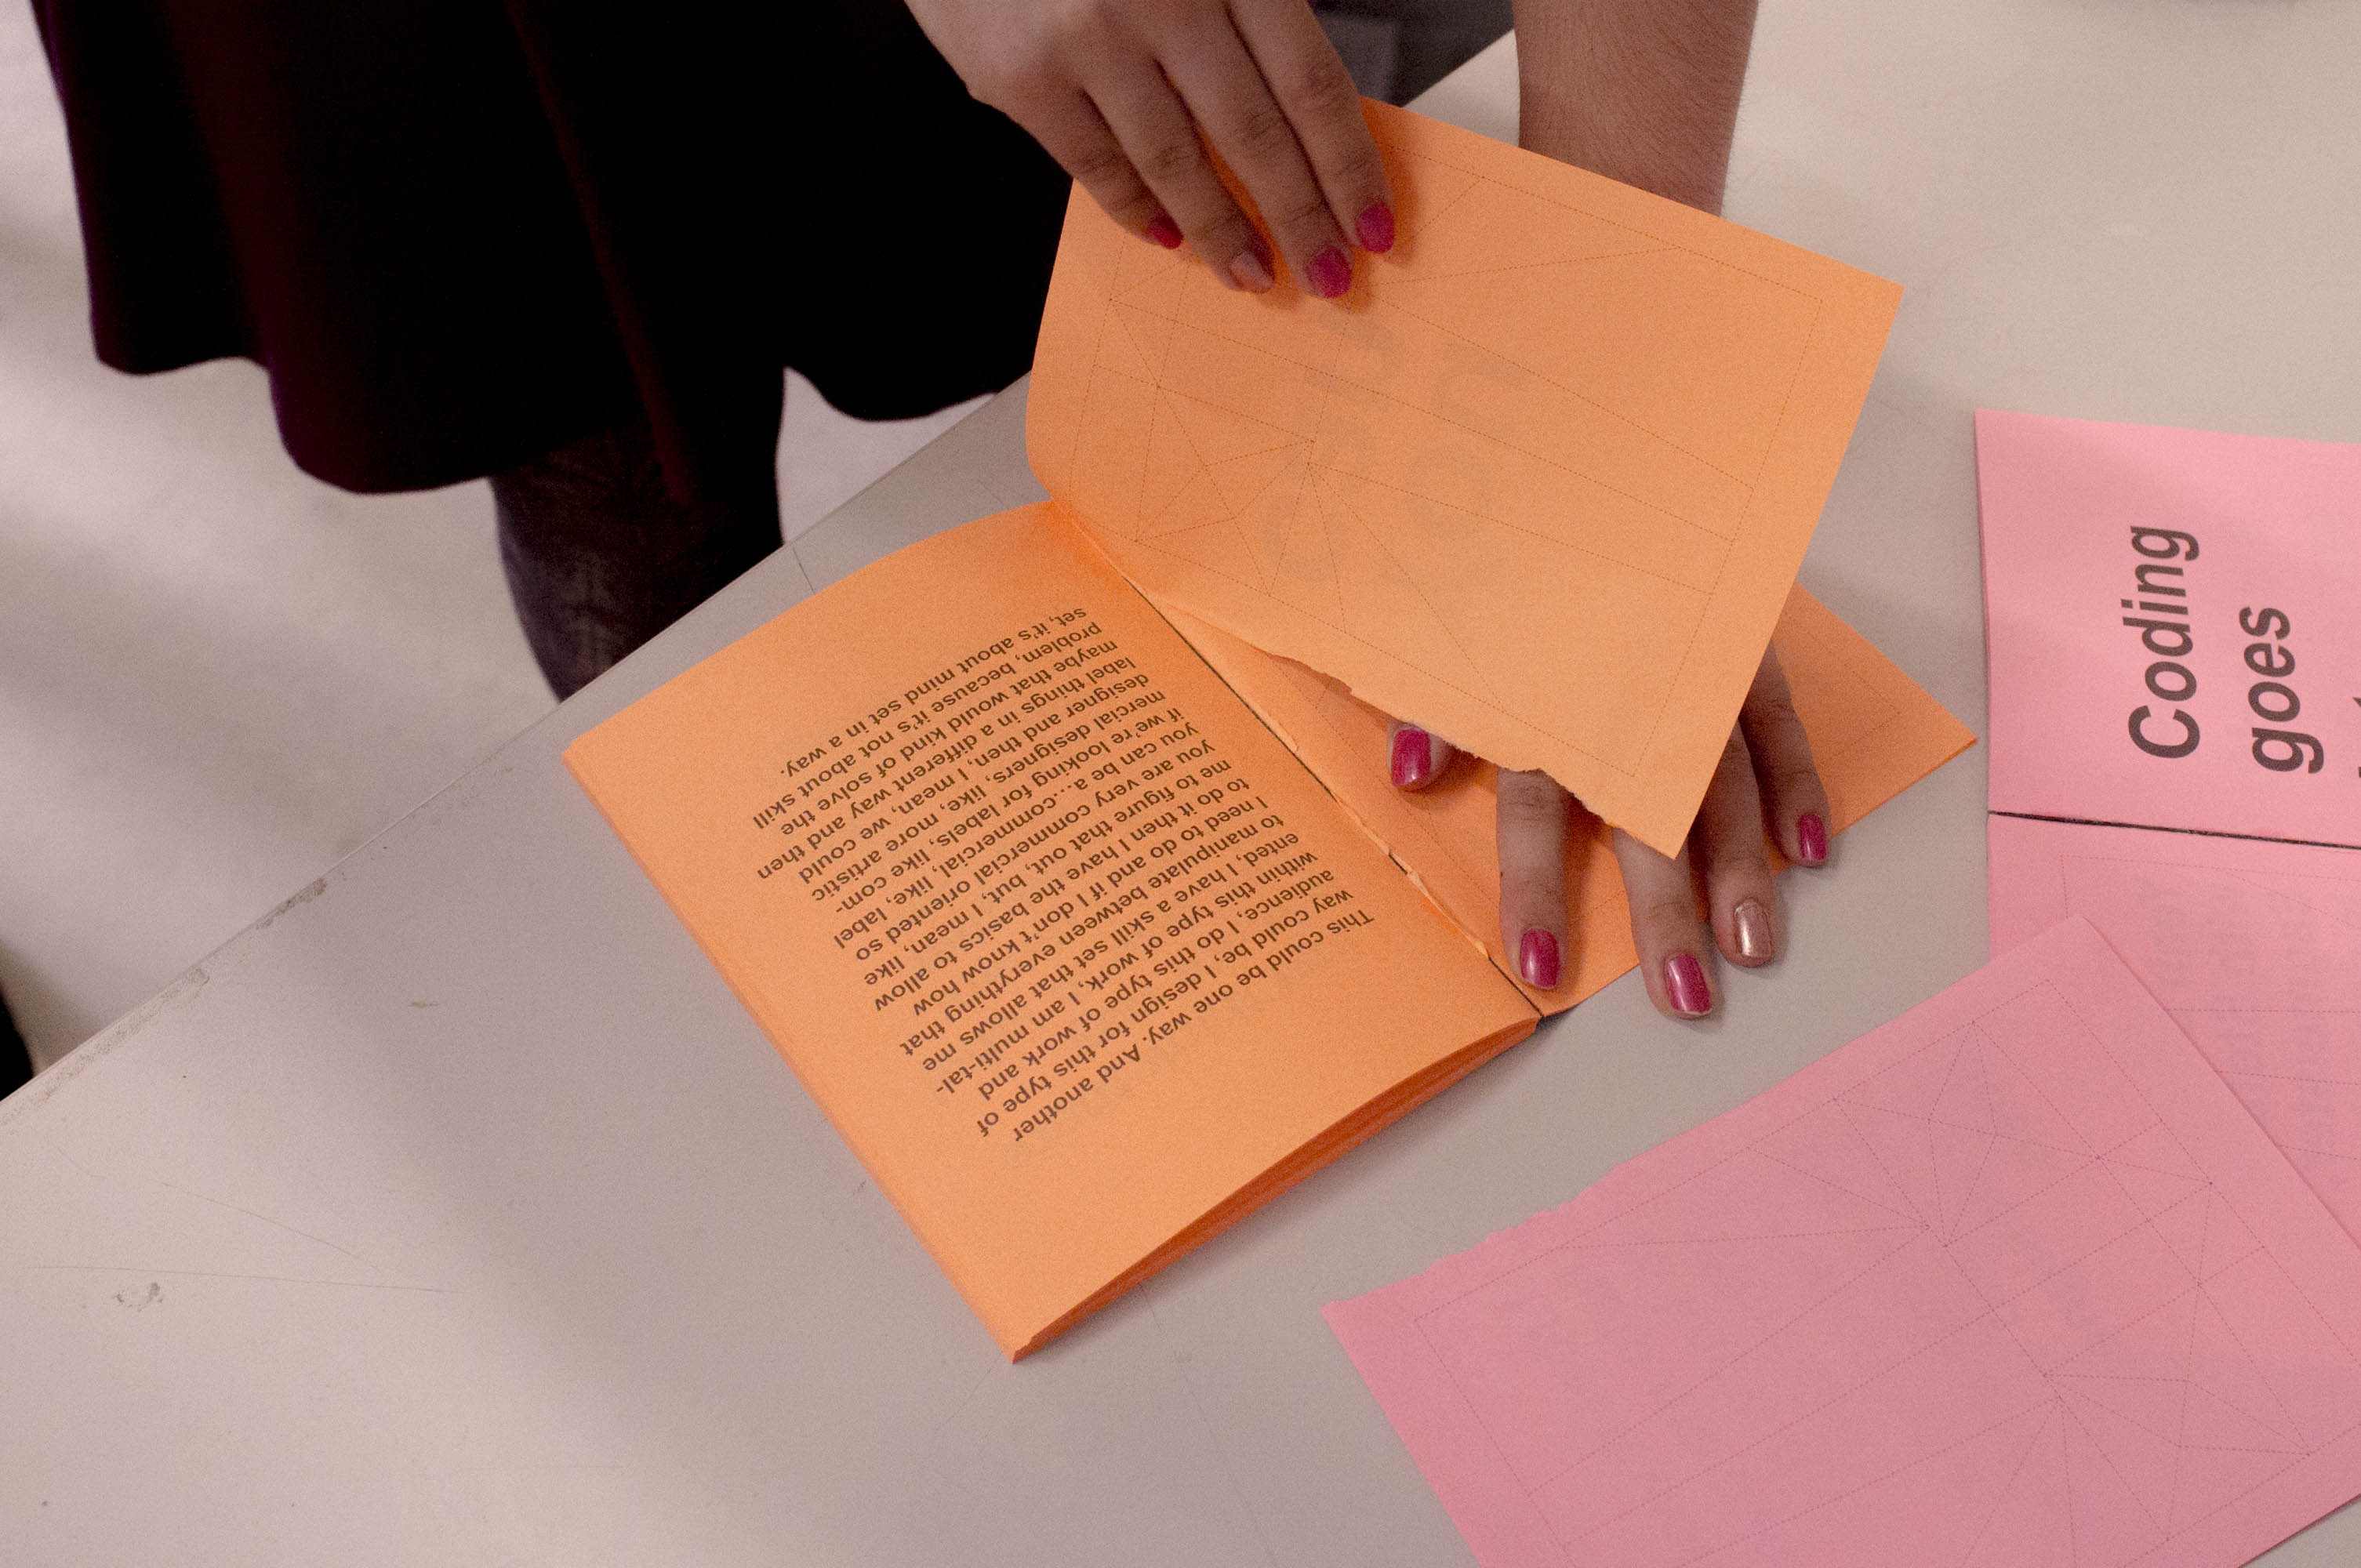 This could be one way. And another
way could be, I design for this type of
audience, I do this type of work and
within this type of work, I am multi-tal-
ented, I have a skill set that allows me
to manipulate between everything that
I need to do and if I don't know how
to do it then I have the basics to allow
me to figure that out, but, I mean, like
you are very commercial oriented so
you can be a...commercial, like, label
if we're looking for labels, like com-
mercial designers, like, more artistic
designer and then, I mean, we could
label things in a different way and then
maybe that would kind of solve the
problem, because it's not about skill
set, it's about mind set in a way.
Coding
goes